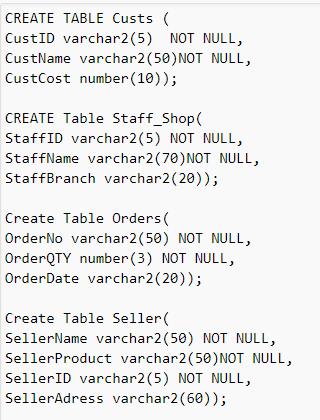 CREATE TABLE Custs (
CustID varchar2(5)  NOT NULL,
CustName varchar2(50)NOT NULL,
CustCost number(10));
CREATE Table Staff_Shop(
StaffID varchar2(5) NOT NULL,
StaffName varchar2(70)NOT NULL,
StaffBranch varchar2(20));
Create Table Orders(
OrderNo varchar2(50) NOT NULL,
OrderQTY number(3) NOT NULL,
OrderDate varchar2(20));
Create Table Seller(
SellerName varchar2(50) NOT NULL,
SellerProduct varchar2(50)NOT NULL,
SellerID varchar2(5) NOT NULL,
SellerAdress varchar2(60));